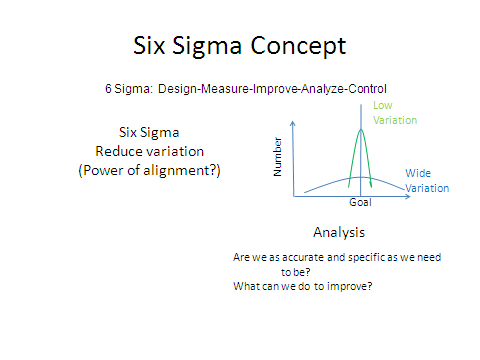 Six Sigma Concept
6 Sigma: Design-Measure-Improve-Analyze-Control
Six Sigma
Reduce variation
(Power of alignment?)
Low
Variation
Number
Wide
Variation
Goal
Analysis
Are we as accurate and specific as we need
to be?
What can we do to improve?